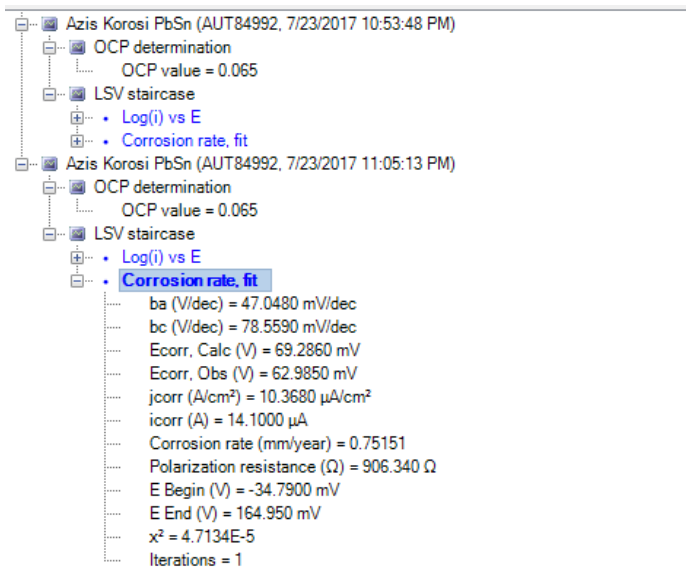 Azis Korosi PbSn (AUT84992, 7/23/2017 10:53:48 PM)
OCP determination
OCP value = 0.065
LSV staircase
Log(i) vs E
Corrosion rate, fit
Azis Korosi PbSn (AUT84992, 7/23/2017 11:05:13 PM)
OCP determination
OCP value = 0.065
LSV staircase
Log(i) vs E
Corrosion rate, fit
ba (V/dec) = 47.0480 mV/dec
bc (V/dec) = 78.5590 mV/dec
Ecorr, Calc (V) = 69.2860 mV
Ecorr, Obs (V) = 62.9850 mV
jcorr (A/cm²) = 10.3680 µA/cm²
icorr (A) = 14.1000 µA
Corrosion rate (mm/year) = 0.75151
Polarization resistance (Ω) = 906.340 Ω
E Begin (V) = -34.7900 mV
E End (V) = 164.950 mV
x² = 4.7134E-5
Iterations = 1